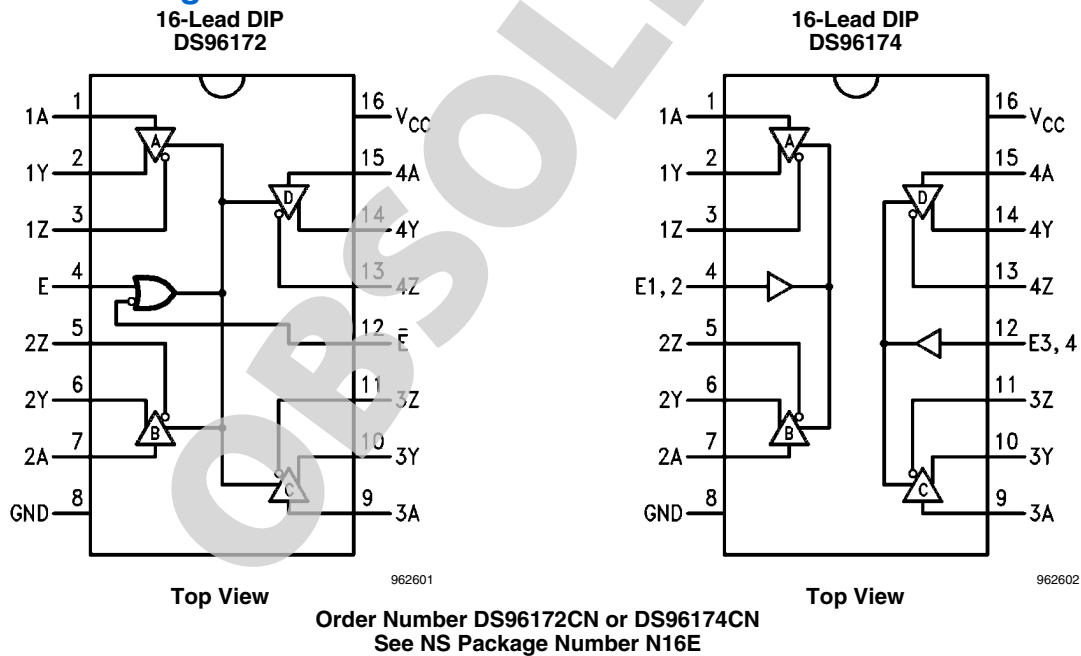 16-Lead DIP
DS96172
1A 1
1Y 2
1Z 3
E 4
2Z 5
2Y 6
2A 7
GND 8
16 VCC
15 4A
14 4Y
13 4Z
12 E̅
11 3Z
10 3Y
9 3A
A
D
B
C
962601
Top View
16-Lead DIP
DS96174
1A 1
1Y 2
1Z 3
E1, 2 4
2Z 5
2Y 6
2A 7
GND 8
16 VCC
15 4A
14 4Y
13 4Z
12 E3, 4
11 3Z
10 3Y
9 3A
A
D
B
C
962602
Top View
Order Number DS96172CN or DS96174CN
See NS Package Number N16E